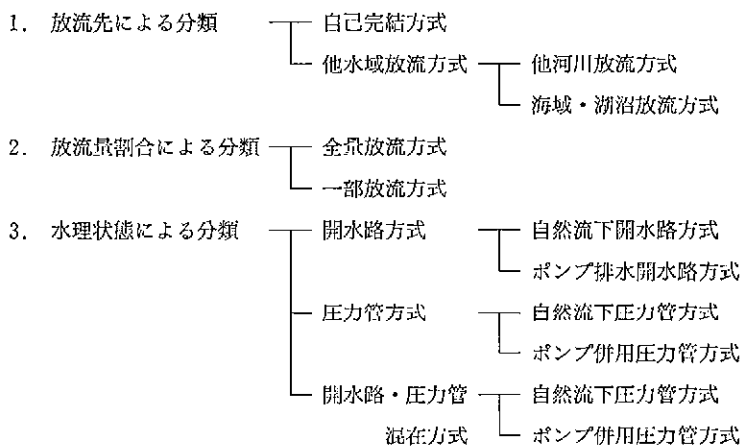 1. 放流先による分類 自己完結方式
他水域放流方式 他河川放流方式
海域・湖沼放流方式
2. 放流量割合による分類 全量放流方式
一部放流方式
3. 水理状態による分類 開水路方式 自然流下開水路方式
ポンプ排水開水路方式
圧力管方式 自然流下圧力管方式
ポンプ併用圧力管方式
開水路・圧力管 自然流下圧力管方式
混在方式 ポンプ併用圧力管方式